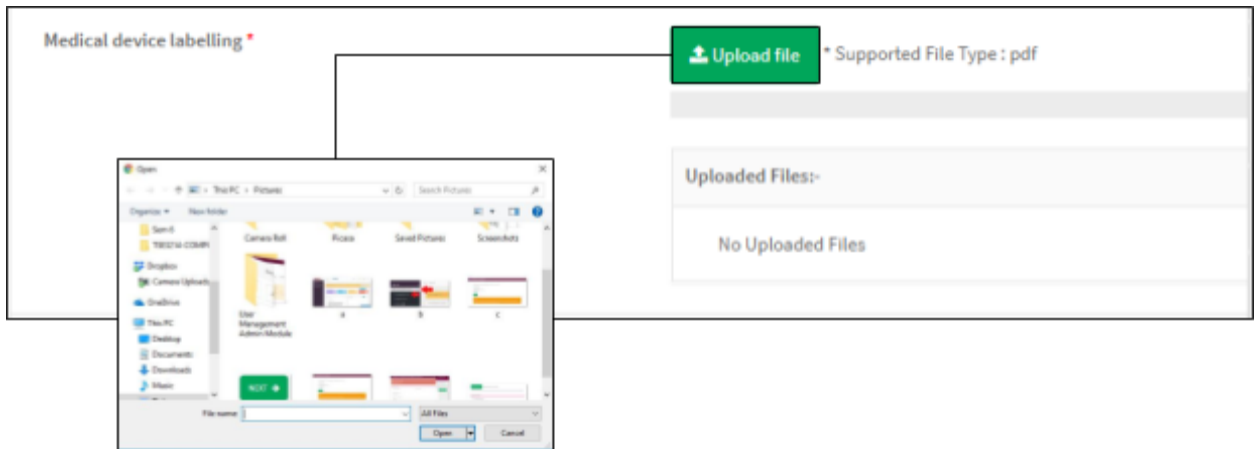 Medical device labelling *
Upload file
* Supported File Type : pdf
Uploaded Files:-
No Uploaded Files
Open
This PC › Pictures
Search Pictures
Organize
New folder
Sem 6
Dropbox
Camera Uploads
OneDrive
This PC
Desktop
Documents
Downloads
Music
Camera Roll
Picasa
Saved Pictures
Screenshots
User Management Admin Module
a
b
c
NEXT
File name:
All Files
Open
Cancel